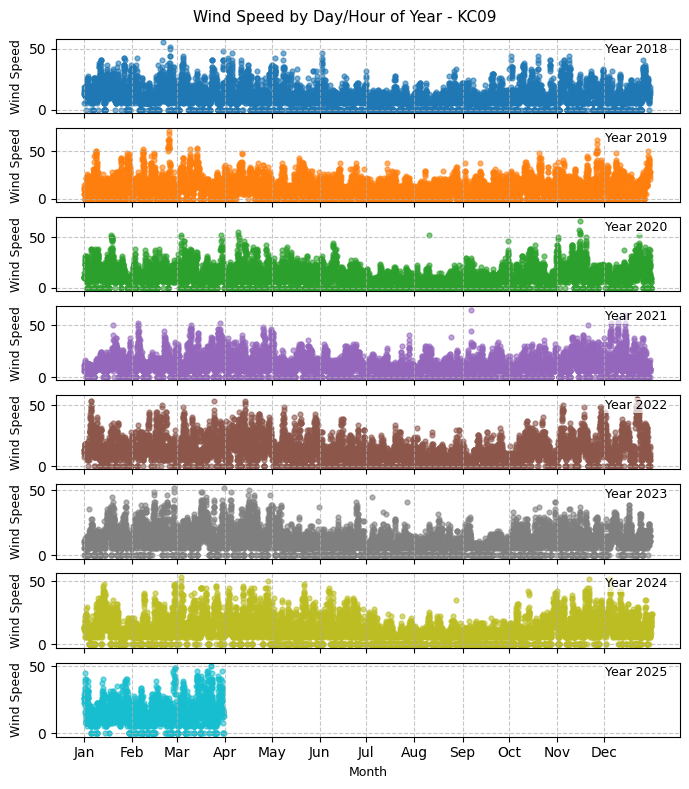 Wind Speed by Day/Hour of Year - KC09
Wind Speed
50
0
Year 2018
Wind Speed
50
0
Year 2019
Wind Speed
50
0
Year 2020
Wind Speed
50
0
Year 2021
Wind Speed
50
0
Year 2022
Wind Speed
50
0
Year 2023
Wind Speed
50
0
Year 2024
Wind Speed
50
0
Year 2025
Jan Feb Mar Apr May Jun Jul Aug Sep Oct Nov Dec
Month